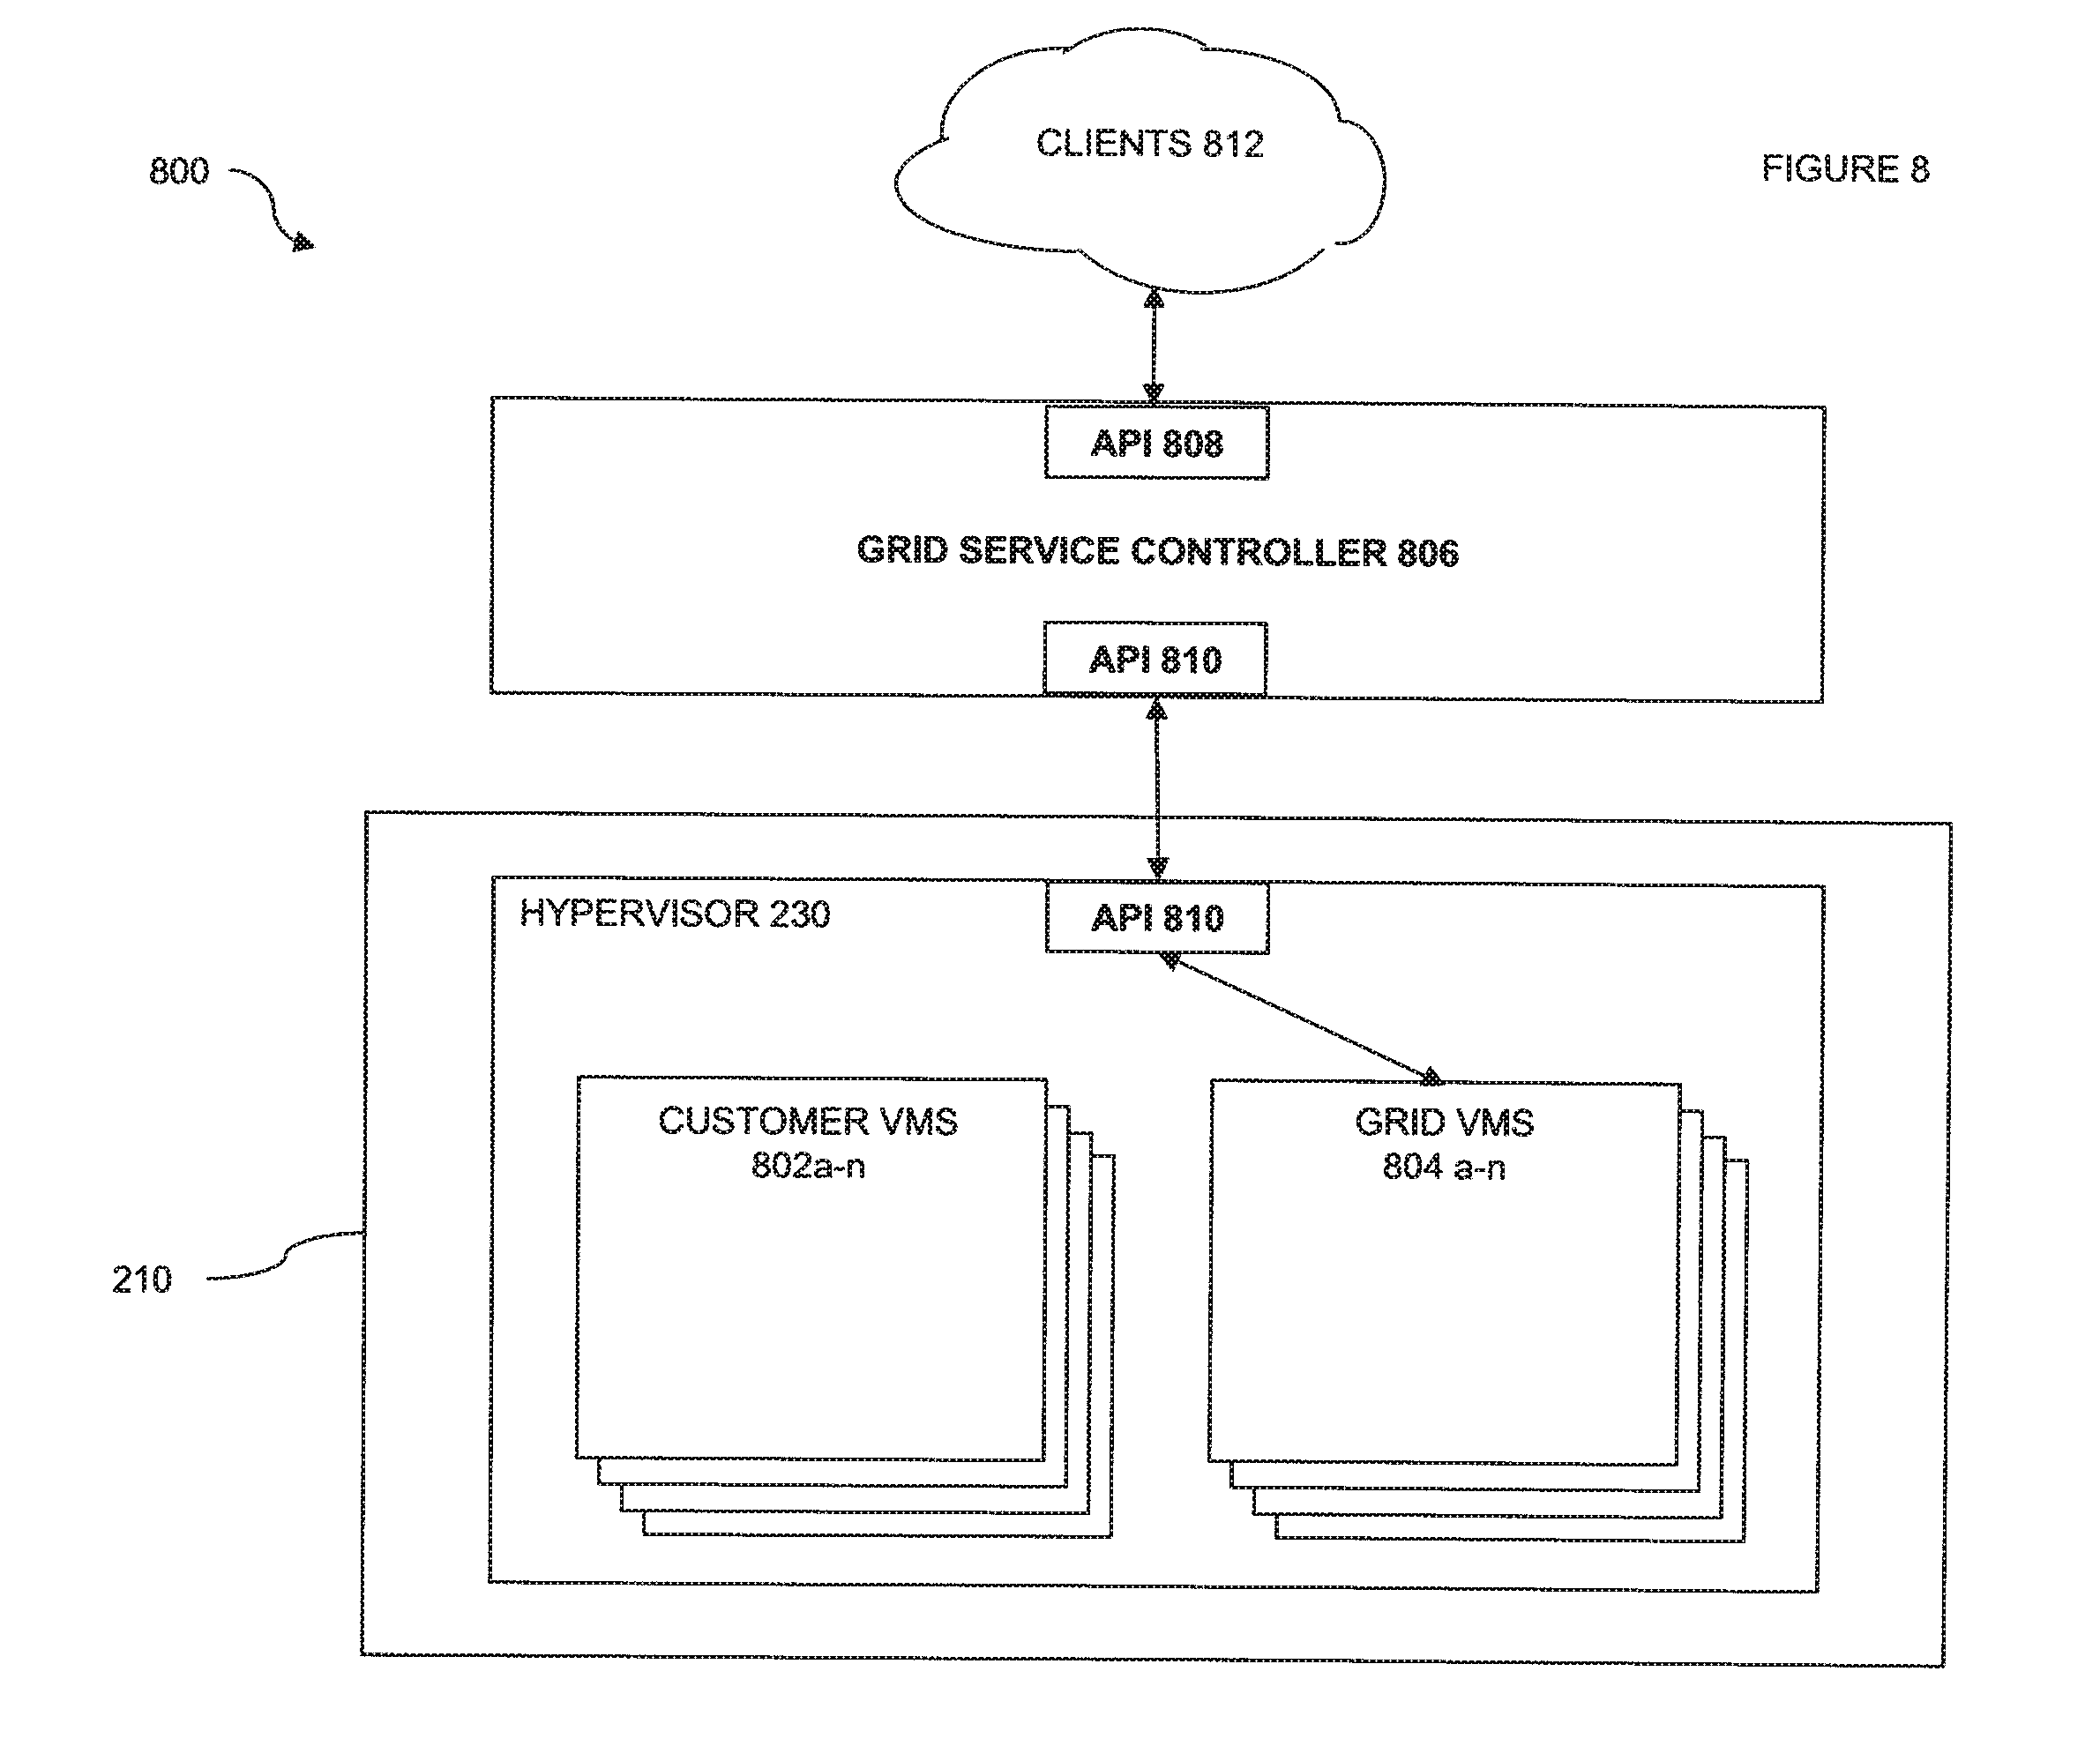 CLIENTS 812
800
FIGURE 8
API 808
GRID SERVICE CONTROLLER 806
API 810
HYPERVISOR 230
API 810
CUSTOMER VMS
802a-n
GRID VMS
804 a-n
210